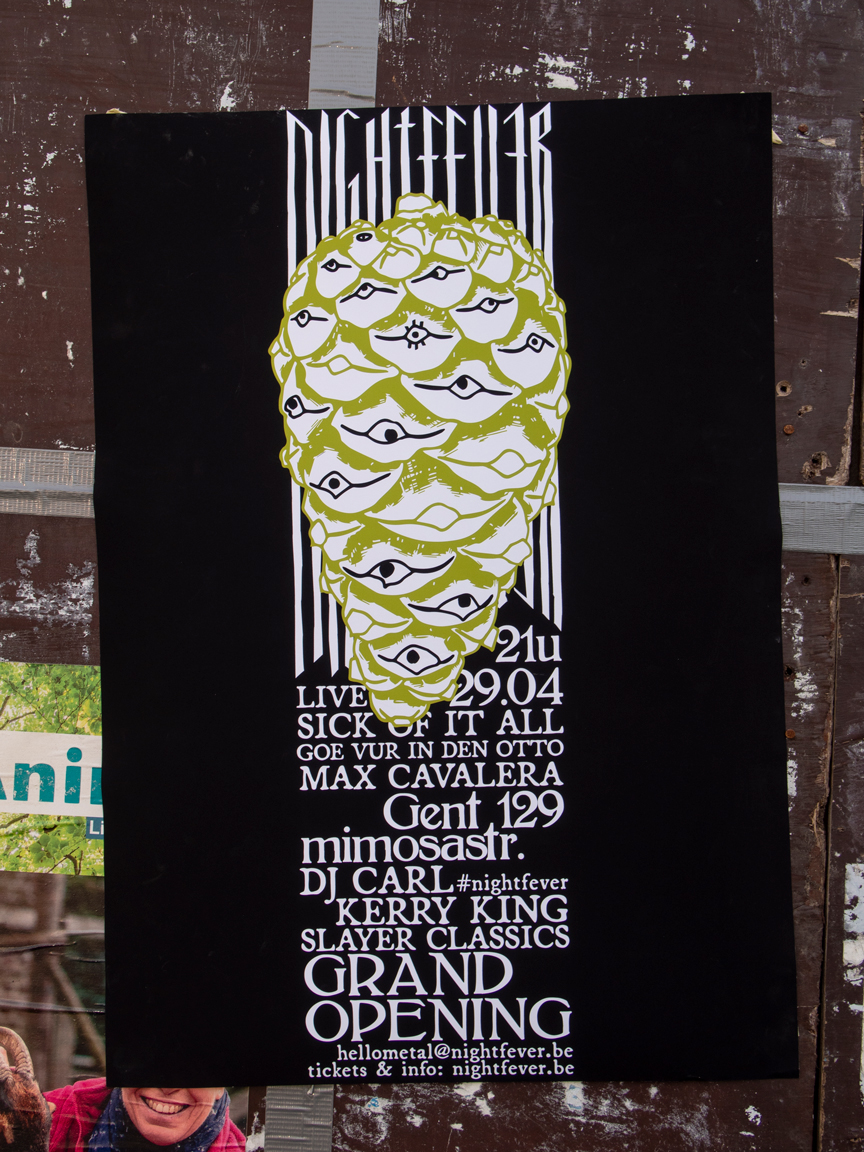 NIGHTFEVER
21u
LIVE 29.04
SICK OF IT ALL
GOE VUR IN DEN OTTO
MAX CAVALERA
Gent 129
mimosastr.
DJ CARL #nightfever
KERRY KING
SLAYER CLASSICS
GRAND
OPENING
hellometal@nightfever.be
tickets & info: nightfever.be
Ani
Li